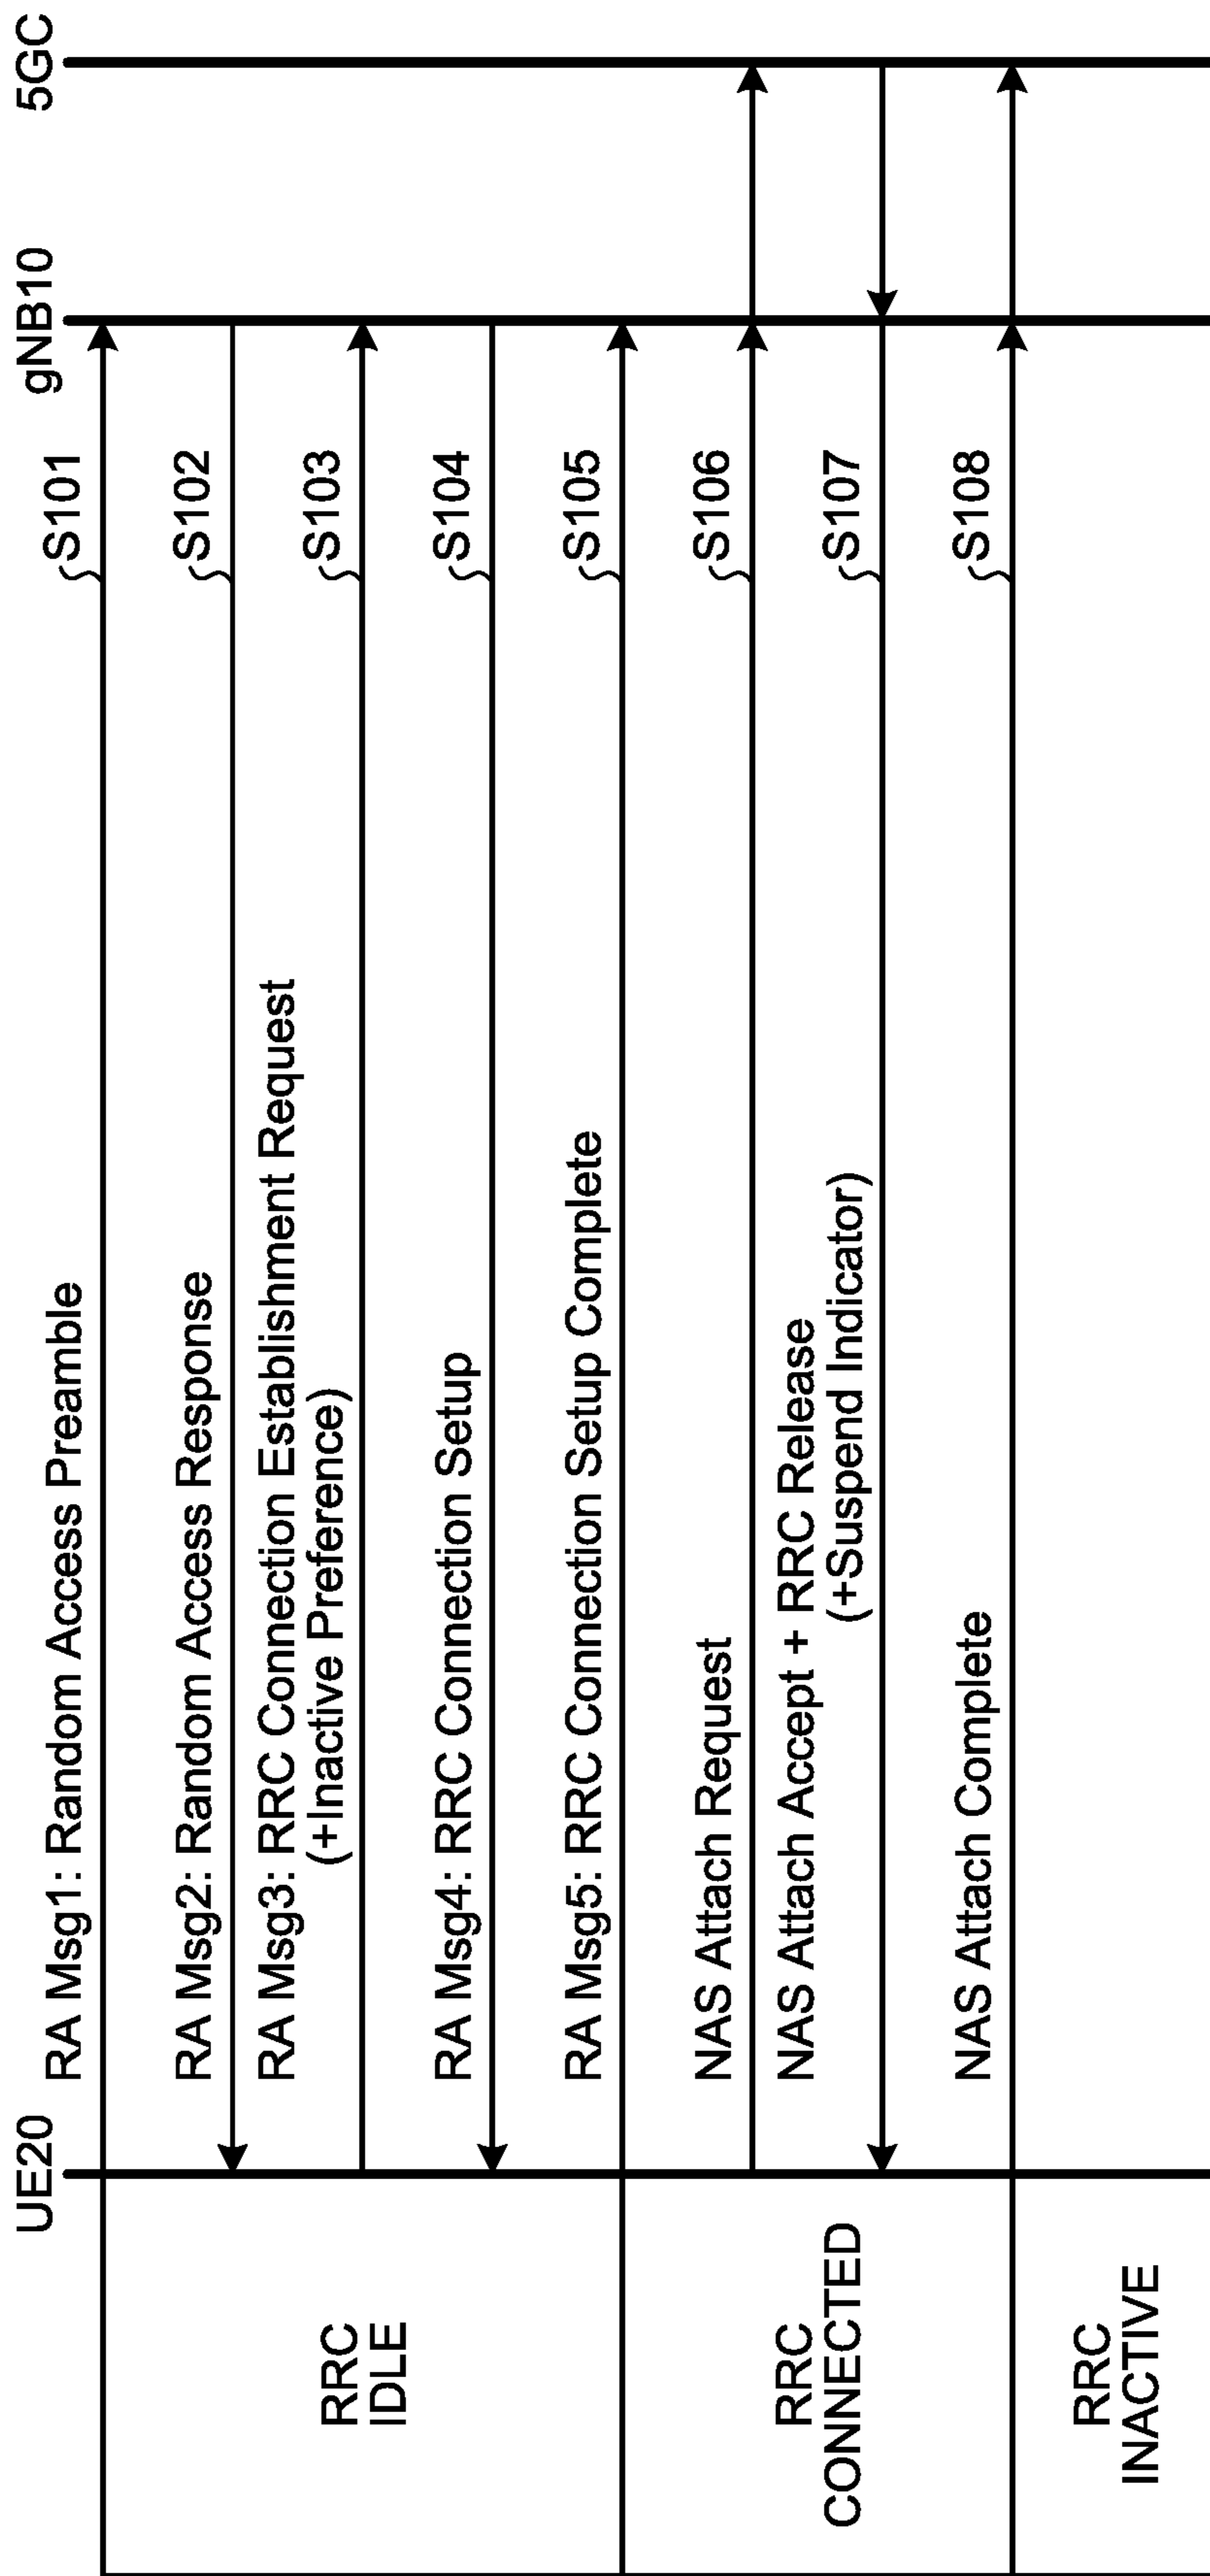 UE20
gNB10
5GC
RA Msg1: Random Access Preamble
S101
RA Msg2: Random Access Response
S102
RA Msg3: RRC Connection Establishment Request
(+Inactive Preference)
S103
RRC
IDLE
RA Msg4: RRC Connection Setup
S104
RA Msg5: RRC Connection Setup Complete
S105
NAS Attach Request
S106
RRC
CONNECTED
NAS Attach Accept + RRC Release
(+Suspend Indicator)
S107
NAS Attach Complete
S108
RRC
INACTIVE